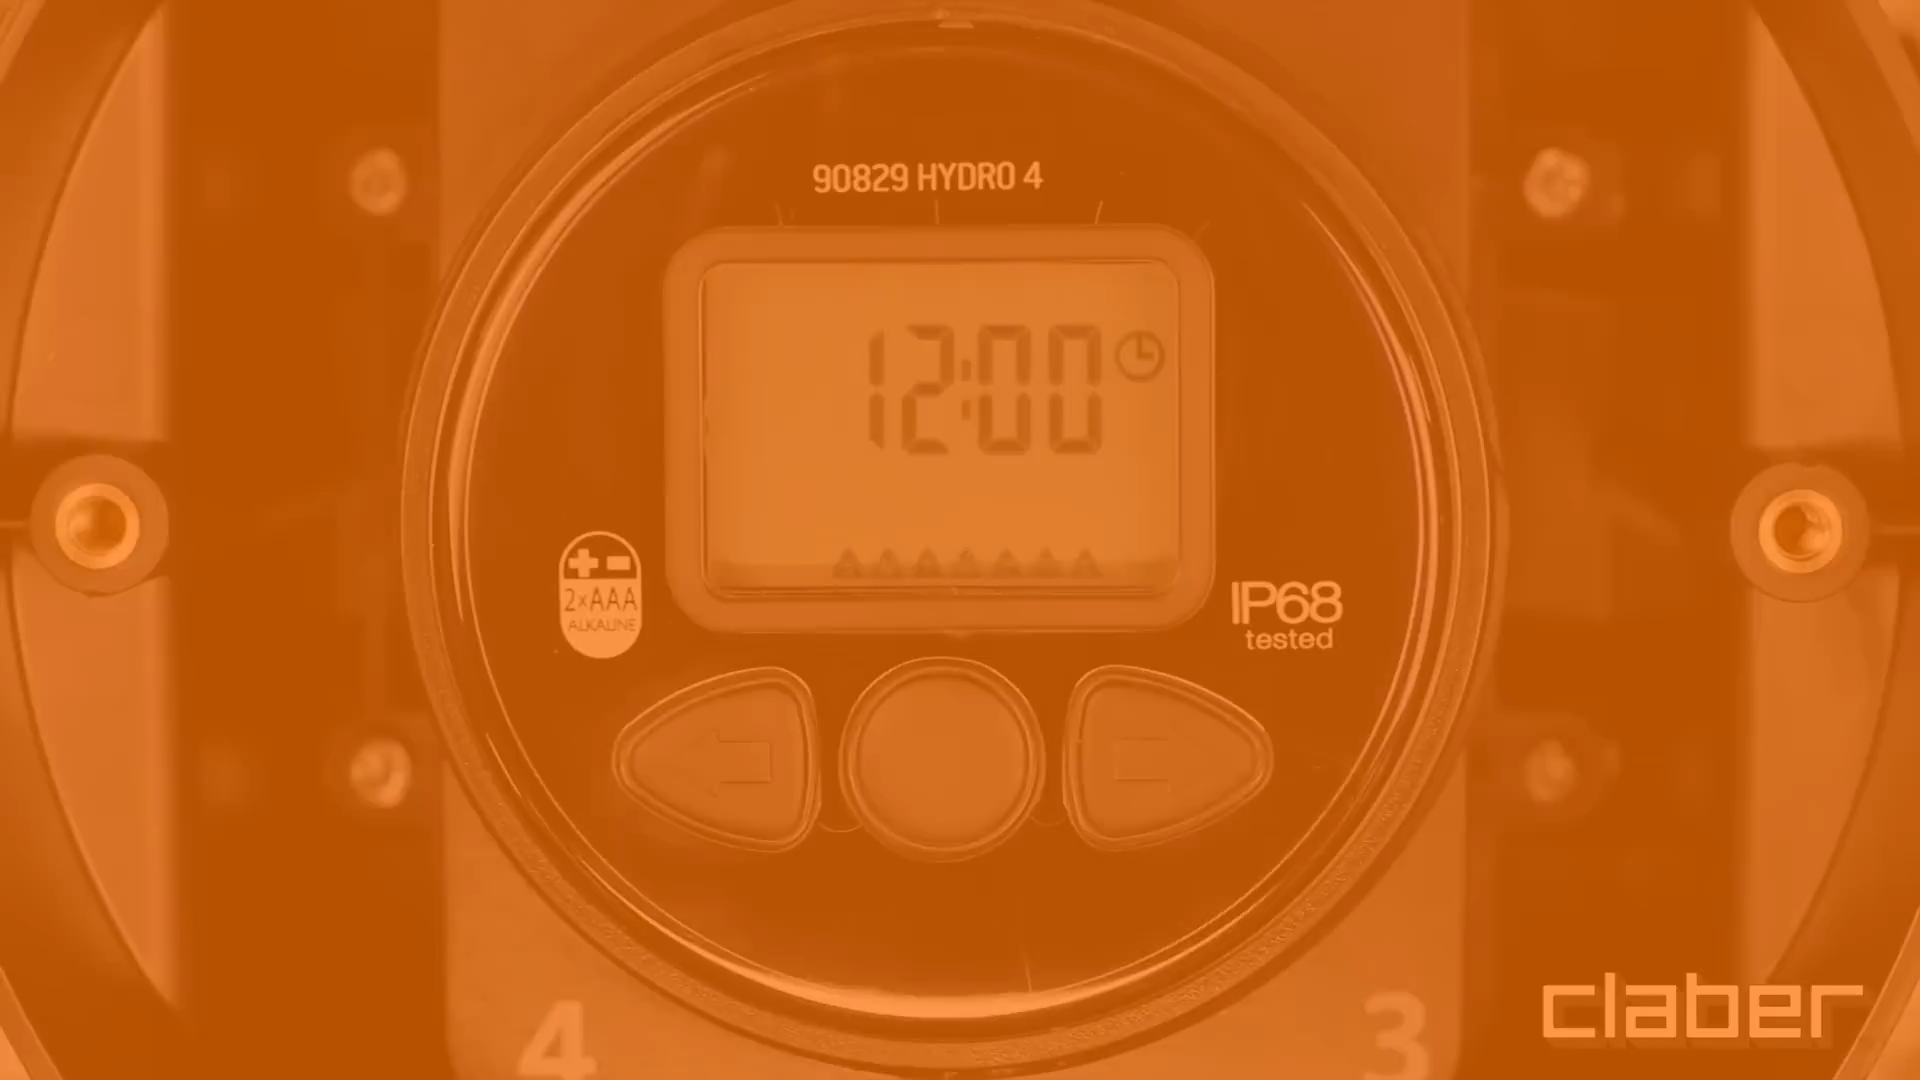 90829 HYDRO 4
12:00
2xAAA
ALKALINE
IP68
tested
4
3
claber